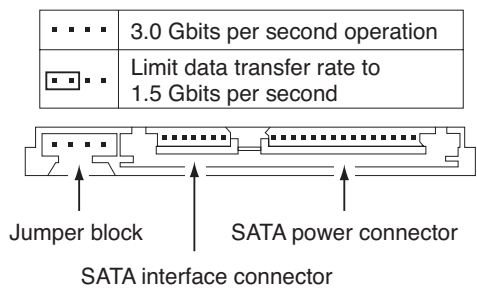 3.0 Gbits per second operation
Limit data transfer rate to
1.5 Gbits per second
Jumper block
SATA power connector
SATA interface connector